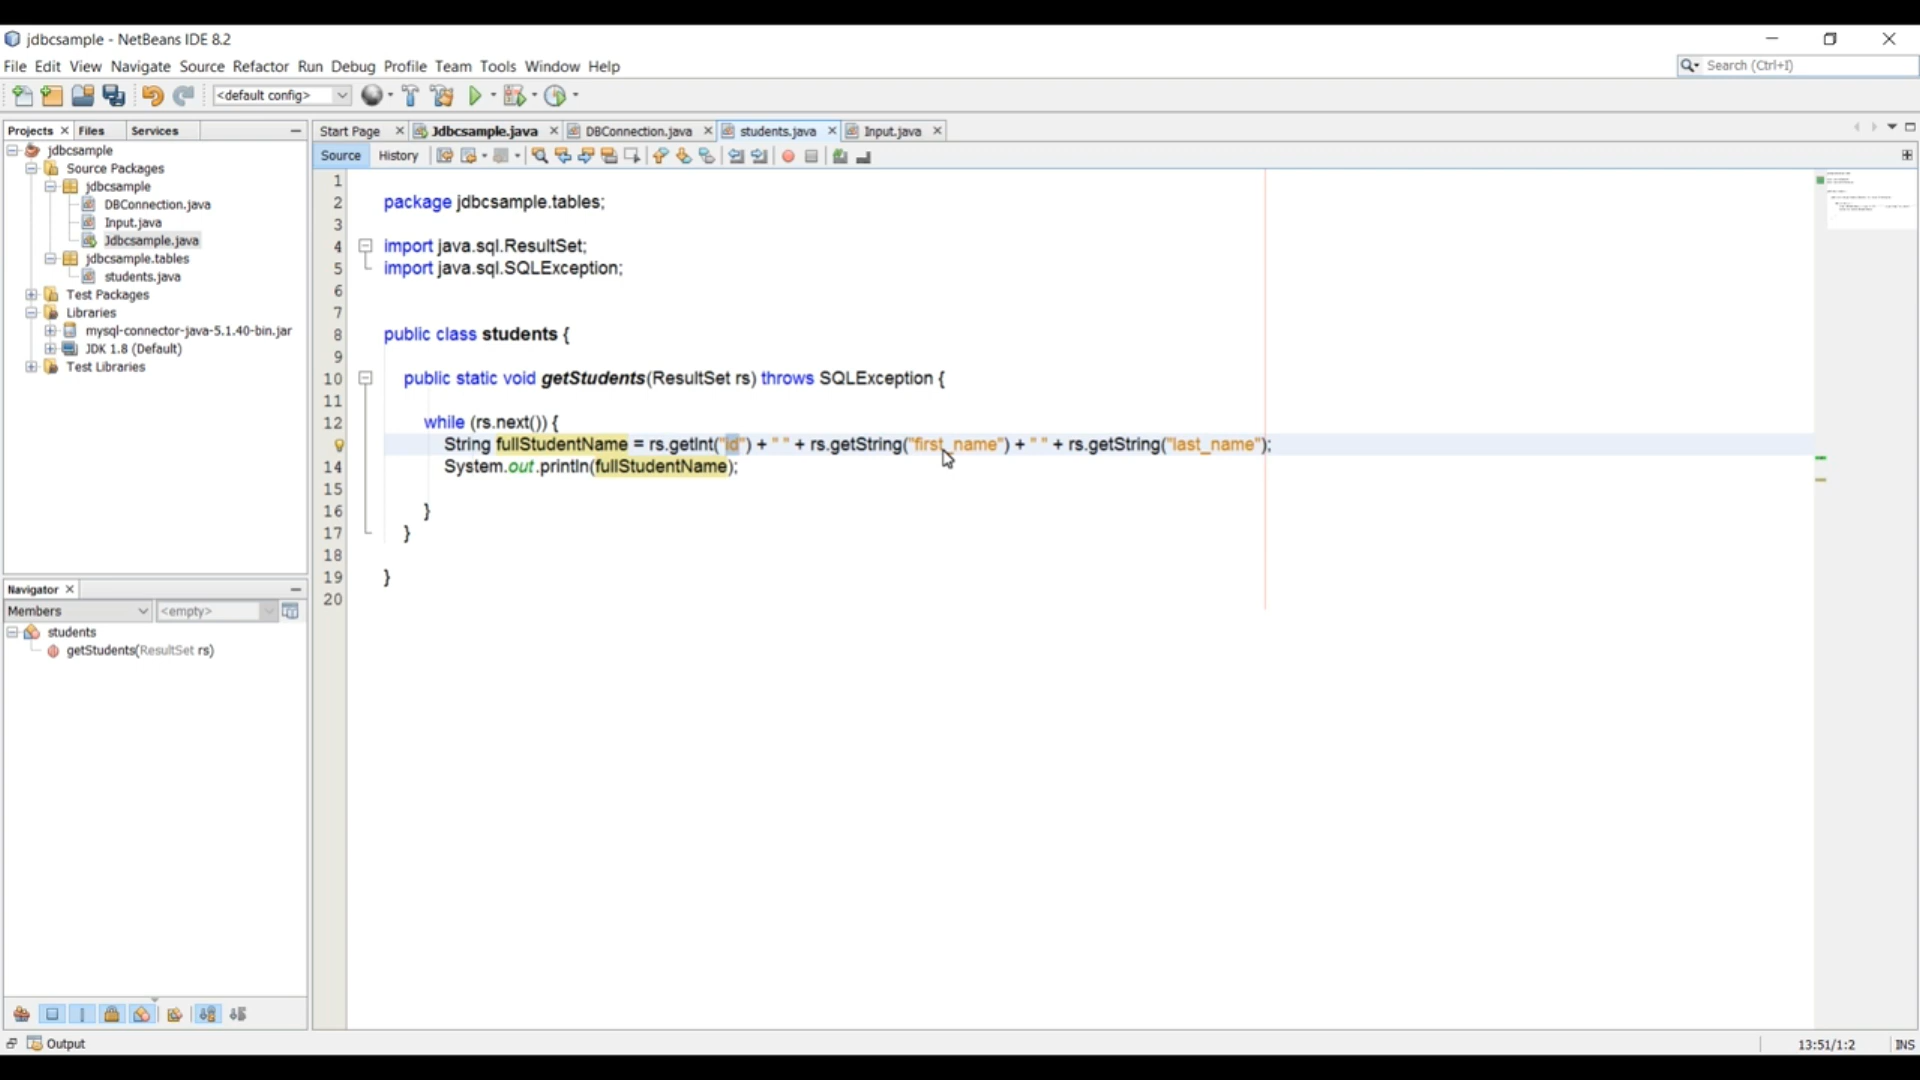 jdbcsample - NetBeans IDE 8.2
File Edit View Navigate Source Refactor Run Debug Profile Team Tools Window Help
Search (Ctrl+I)
<default config>
Projects Files Services
Start Page Jdbcsample.java DBConnection.java students.java Input.java
Source History
jdbcsample
Source Packages
jdbcsample
DBConnection.java
Input.java
Jdbcsample.java
jdbcsample.tables
students.java
Test Packages
Libraries
mysql-connector-java-5.1.40-bin.jar
JDK 1.8 (Default)
Test Libraries
Navigator
Members <empty>
students
getStudents(ResultSet rs)
1
2 package jdbcsample.tables;
3
4 import java.sql.ResultSet;
5 import java.sql.SQLException;
6
7
8 public class students {
9
10 public static void getStudents(ResultSet rs) throws SQLException {
11
12 while (rs.next()) {
String fullStudentName = rs.getInt("id") + " " + rs.getString("first_name") + " " + rs.getString("last_name");
14 System.out.println(fullStudentName);
15
16 }
17 }
18
19 }
20
Output
13:51/1:2 INS